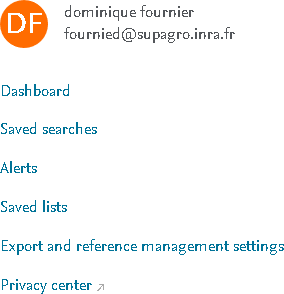 DF
dominique fournier
fournied@supagro.inra.fr
Dashboard
Saved searches
Alerts
Saved lists
Export and reference management settings
Privacy center ↗